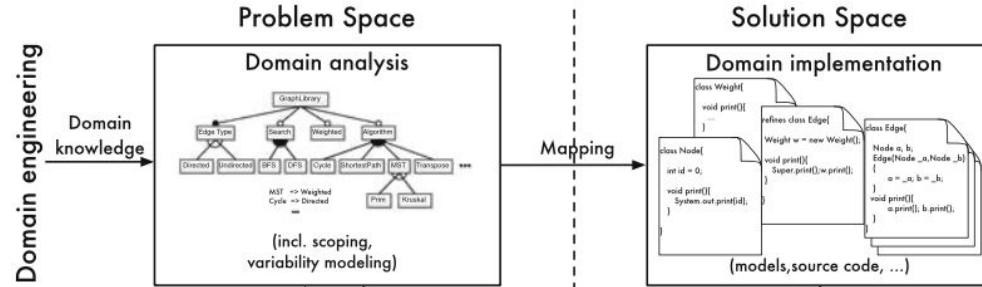 Problem Space
Solution Space
Domain engineering
Domain
knowledge
Domain analysis
GraphLibrary
Edge Type Search Weighted Algorithm
Directed Undirected BFS DFS Cycle ShortestPath MST Transpose •••
MST => Weighted
Cycle => Directed
Prim Kruskal
(incl. scoping,
variability modeling)
Mapping
Domain implementation
class Weight{
void print(){
...
}
refines class Edge{
Weight w = new Weight();
void print(){
Super.print();w.print();
}
}
class Node{
int id = 0;
void print(){
System.out.print(id);
}
}
class Edge{
Node a, b;
Edge(Node _a,Node _b)
{
a = _a; b = _b;
}
void print(){
a.print(); b.print();
}
}
(models,source code, ...)